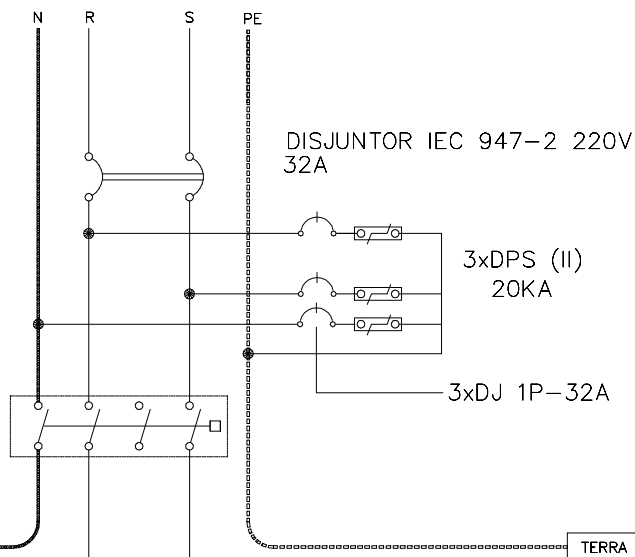 N R S PE
DISJUNTOR IEC 947-2 220V
32A
3xDPS (II)
20KA
3xDJ 1P-32A
TERRA